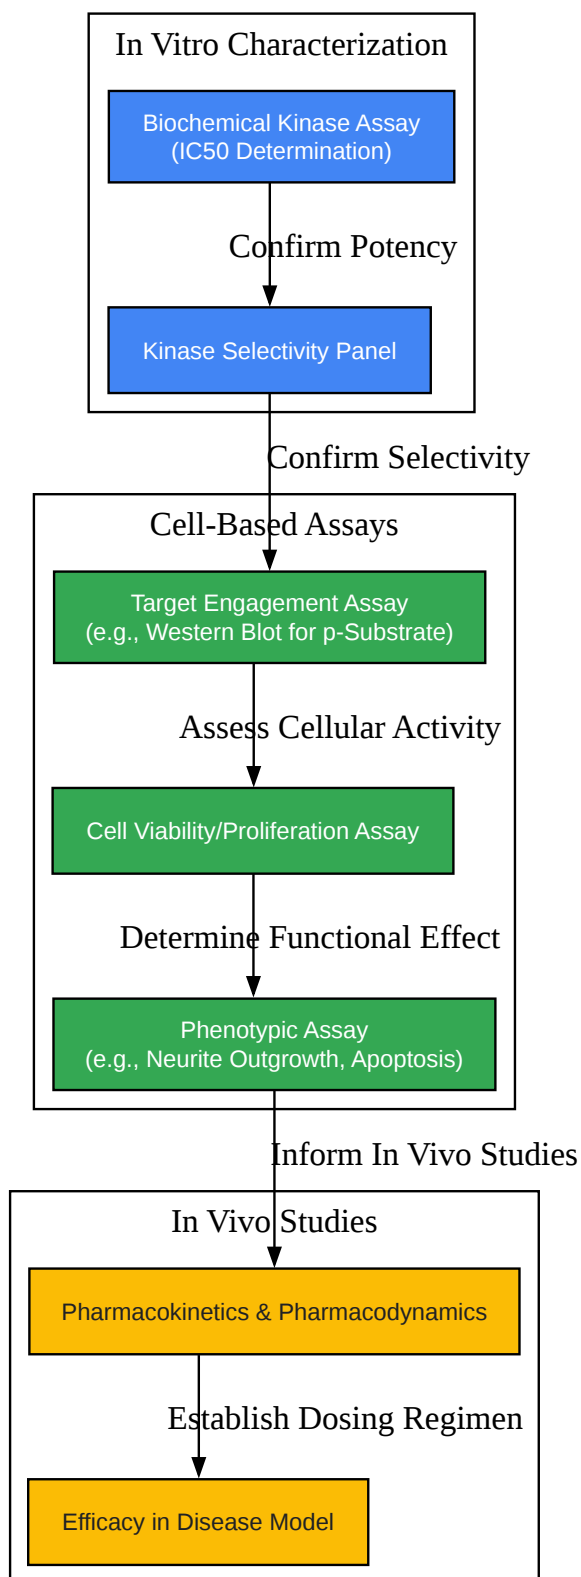 In Vitro Characterization
Biochemical Kinase Assay
(IC50 Determination)
Confirm Potency
Kinase Selectivity Panel
Confirm Selectivity
Cell-Based Assays
Target Engagement Assay
(e.g., Western Blot for p-Substrate)
Assess Cellular Activity
Cell Viability/Proliferation Assay
Determine Functional Effect
Phenotypic Assay
(e.g., Neurite Outgrowth, Apoptosis)
Inform In Vivo Studies
In Vivo Studies
Pharmacokinetics & Pharmacodynamics
Establish Dosing Regimen
Efficacy in Disease Model